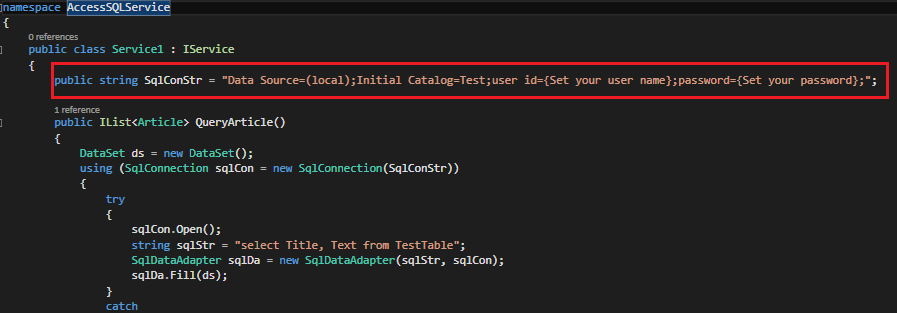 namespace AccessSQLService
{
0 references
public class Service1 : IService
{
public string SqlConStr = "Data Source=(local);Initial Catalog=Test;user id={Set your user name};password={Set your password};";
1 reference
public IList<Article> QueryArticle()
{
DataSet ds = new DataSet();
using (SqlConnection sqlCon = new SqlConnection(SqlConStr))
{
try
{
sqlCon.Open();
string sqlStr = "select Title, Text from TestTable";
SqlDataAdapter sqlDa = new SqlDataAdapter(sqlStr, sqlCon);
sqlDa.Fill(ds);
}
catch